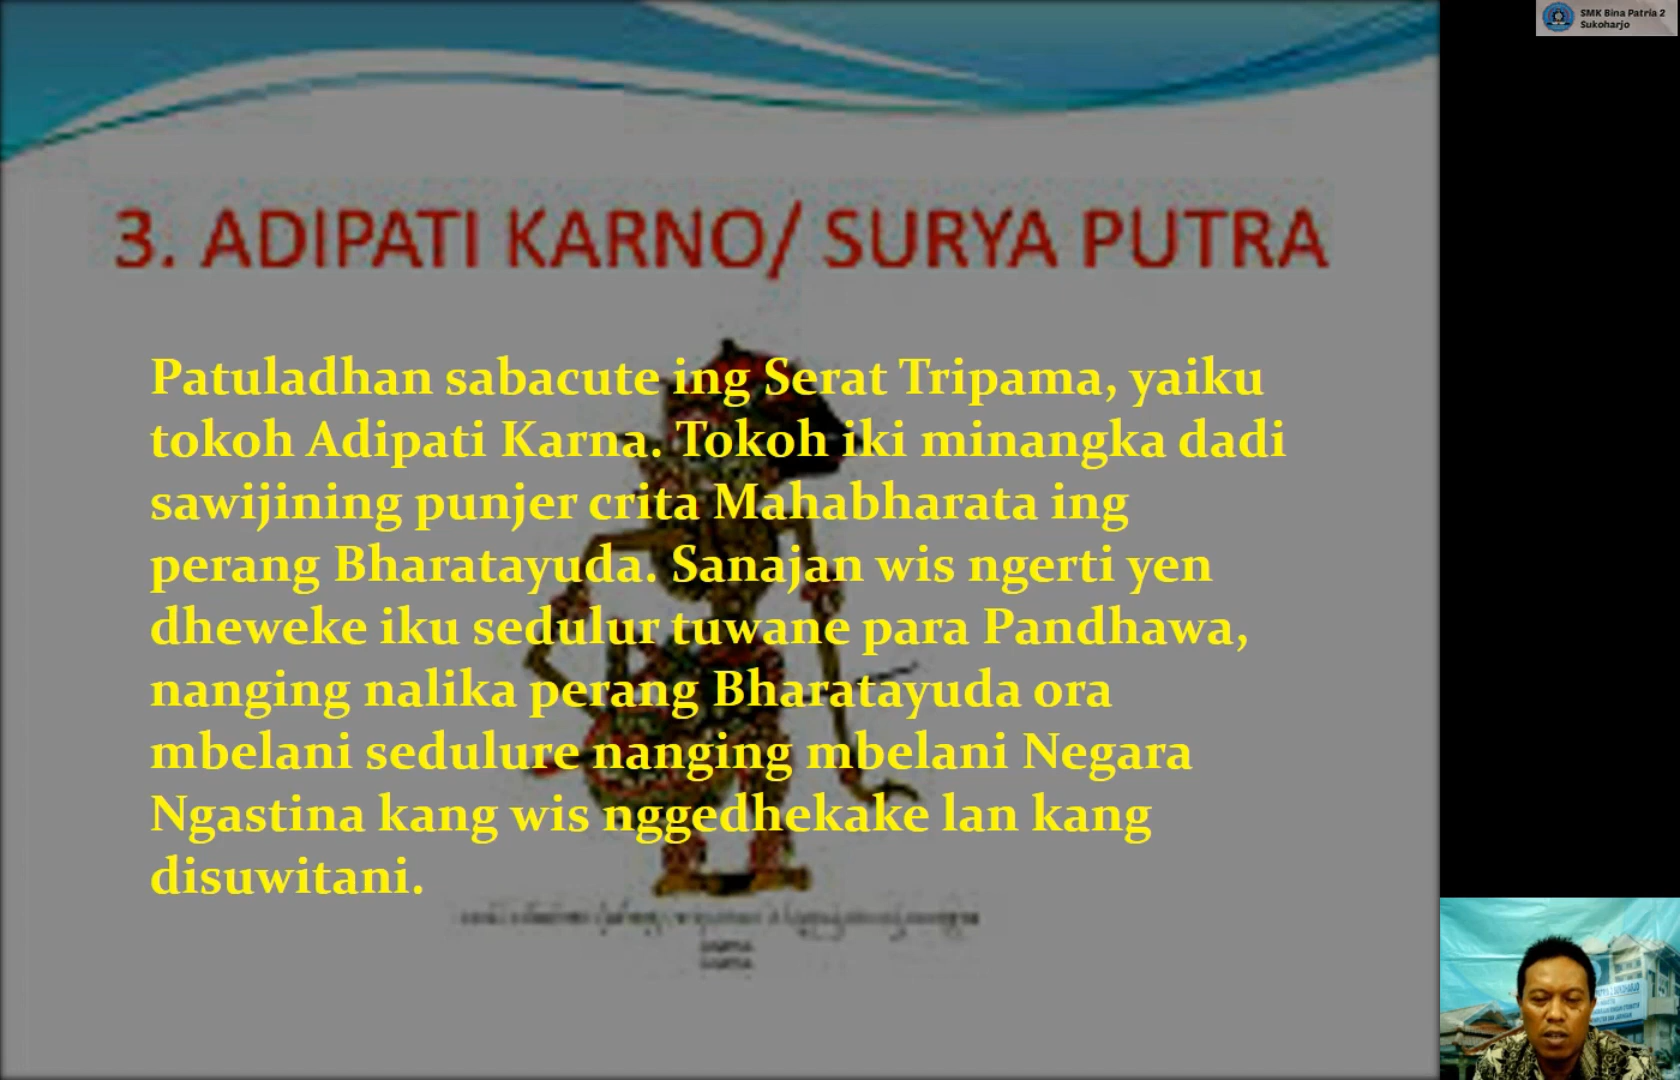 SMK Bina Patria 2
Sukoharjo
3. ADIPATI KARNO/ SURYA PUTRA
Patuladhan sabacute ing Serat Tripama, yaiku
tokoh Adipati Karna. Tokoh iki minangka dadi
sawijining punjer crita Mahabharata ing
perang Bharatayuda. Sanajan wis ngerti yen
dheweke iku sedulur tuwane para Pandhawa,
nanging nalika perang Bharatayuda ora
mbelani sedulure nanging mbelani Negara
Ngastina kang wis nggedhekake lan kang
disuwitani.